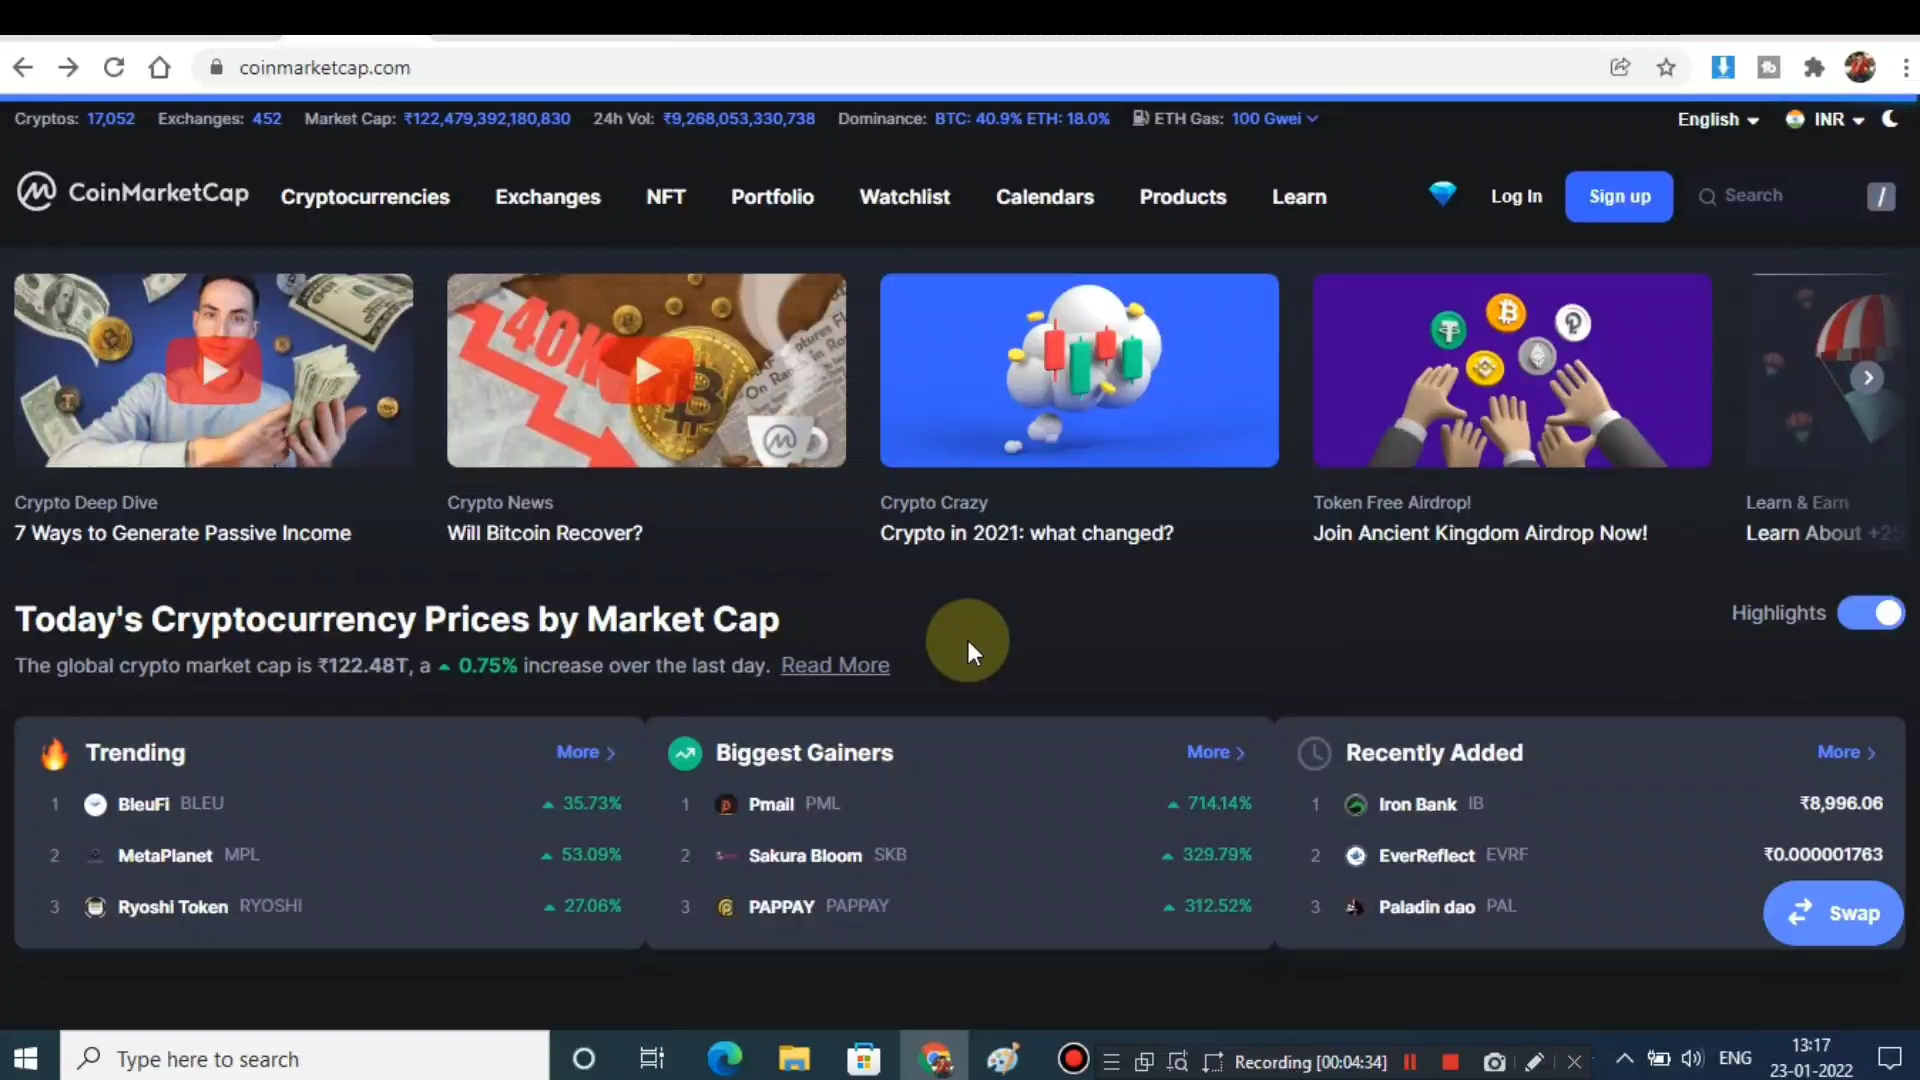 coinmarketcap.com
Cryptos: 17,052 Exchanges: 452 Market Cap: ₹122,479,392,180,830 24h Vol: ₹9,268,053,330,738 Dominance: BTC: 40.9% ETH: 18.0% ETH Gas: 100 Gwei English INR
CoinMarketCap Cryptocurrencies Exchanges NFT Portfolio Watchlist Calendars Products Learn Log In Sign up Search /
40K
On
Crypto Deep Dive
7 Ways to Generate Passive Income
Crypto News
Will Bitcoin Recover?
Crypto Crazy
Crypto in 2021: what changed?
Token Free Airdrop!
Join Ancient Kingdom Airdrop Now!
Learn & Earn
Learn About
Today's Cryptocurrency Prices by Market Cap
Highlights
The global crypto market cap is ₹122.48T, a 0.75% increase over the last day. Read More
Trending More
1 BleuFi BLEU 35.73%
2 MetaPlanet MPL 53.09%
3 Ryoshi Token RYOSHI 27.06%
Biggest Gainers More
1 Pmail PML 714.14%
2 Sakura Bloom SKB 329.79%
3 PAPPAY PAPPAY 312.52%
Recently Added More
1 Iron Bank IB ₹8,996.06
2 EverReflect EVRF ₹0.000001763
3 Paladin dao PAL
Swap
Type here to search
Recording [00:04:34]
ENG
13:17
23-01-2022